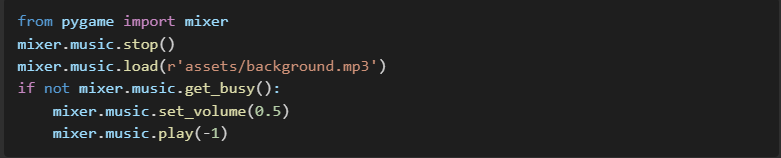 from pygame import mixer
mixer.music.stop()
mixer.music.load(r'assets/background.mp3')
if not mixer.music.get_busy():
    mixer.music.set_volume(0.5)
    mixer.music.play(-1)